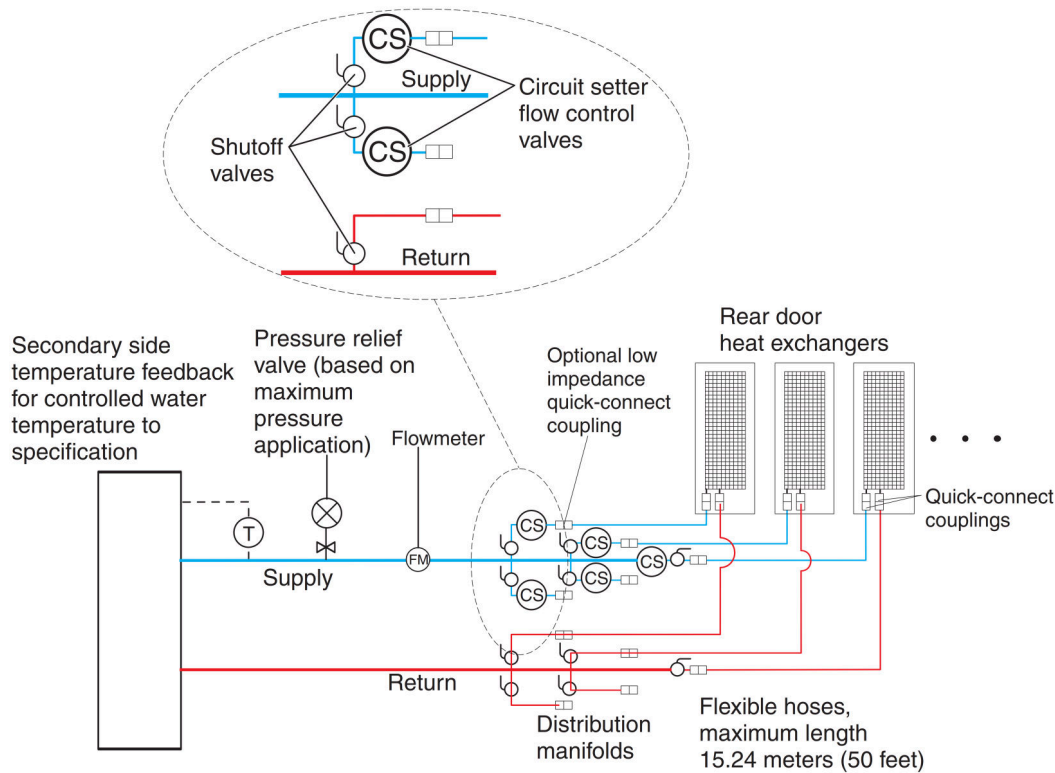 CS
Supply
CS
Circuit setter
flow control
valves
Shutoff
valves
Return
Secondary side
temperature feedback
for controlled water
temperature to
specification
Pressure relief
valve (based on
maximum
pressure
application)
Flowmeter
Optional low
impedance
quick-connect
coupling
Rear door
heat exchangers
Quick-connect
couplings
T
FM
CS
CS
CS
CS
CS
Supply
Return
Distribution
manifolds
Flexible hoses,
maximum length
15.24 meters (50 feet)